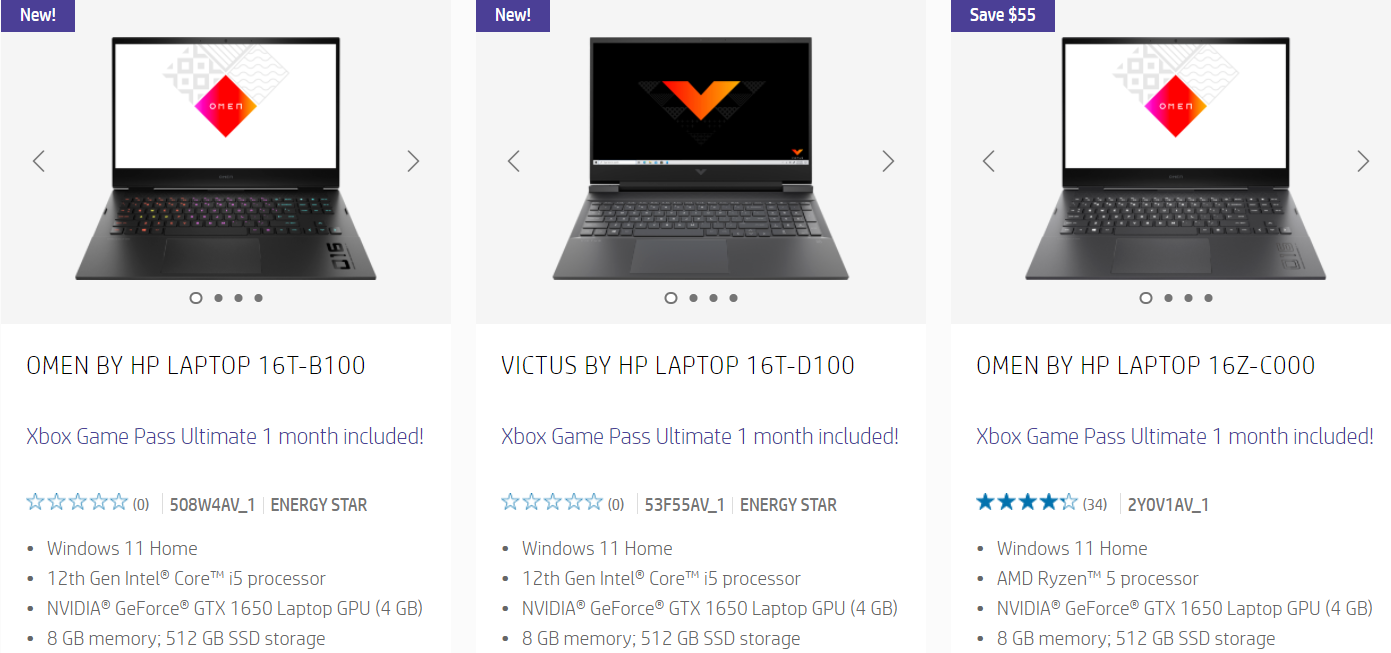 New!
New!
Save $55
OMEN
OMEN
OMEN BY HP LAPTOP 16T-B100
Xbox Game Pass Ultimate 1 month included!
(0) 508W4AV_1 ENERGY STAR
• Windows 11 Home
• 12th Gen Intel® Core™ i5 processor
• NVIDIA® GeForce® GTX 1650 Laptop GPU (4 GB)
• 8 GB memory; 512 GB SSD storage
VICTUS BY HP LAPTOP 16T-D100
Xbox Game Pass Ultimate 1 month included!
(0) 53F55AV_1 ENERGY STAR
• Windows 11 Home
• 12th Gen Intel® Core™ i5 processor
• NVIDIA® GeForce® GTX 1650 Laptop GPU (4 GB)
• 8 GB memory; 512 GB SSD storage
OMEN BY HP LAPTOP 16Z-C000
Xbox Game Pass Ultimate 1 month included!
(34) 2Y0V1AV_1
• Windows 11 Home
• AMD Ryzen™ 5 processor
• NVIDIA® GeForce® GTX 1650 Laptop GPU (4 GB)
• 8 GB memory; 512 GB SSD storage